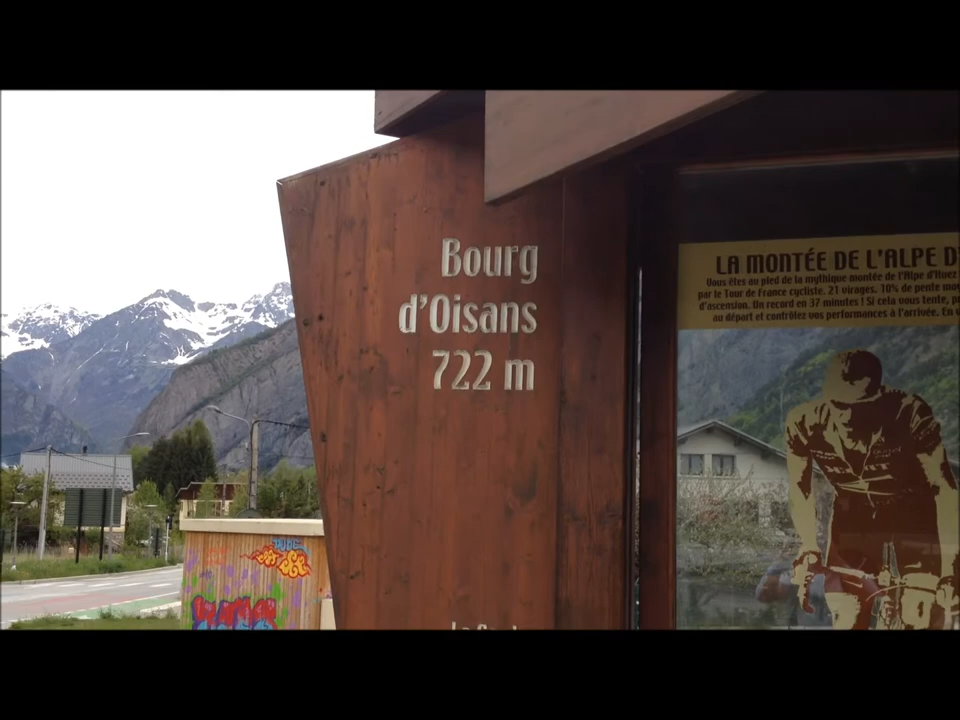 Bourg
d'Oisans
722 m
LA MONTÉE DE L'ALPE D
Vous êtes au pied de la mythique montée de l'Alpe d'Huez
par le Tour de France cycliste. 21 virages. 10% de pente
d'ascension. Un record en 37 minutes ! Si cela vous tente,
au départ et contrôlez vos performances à l'arrivée. En